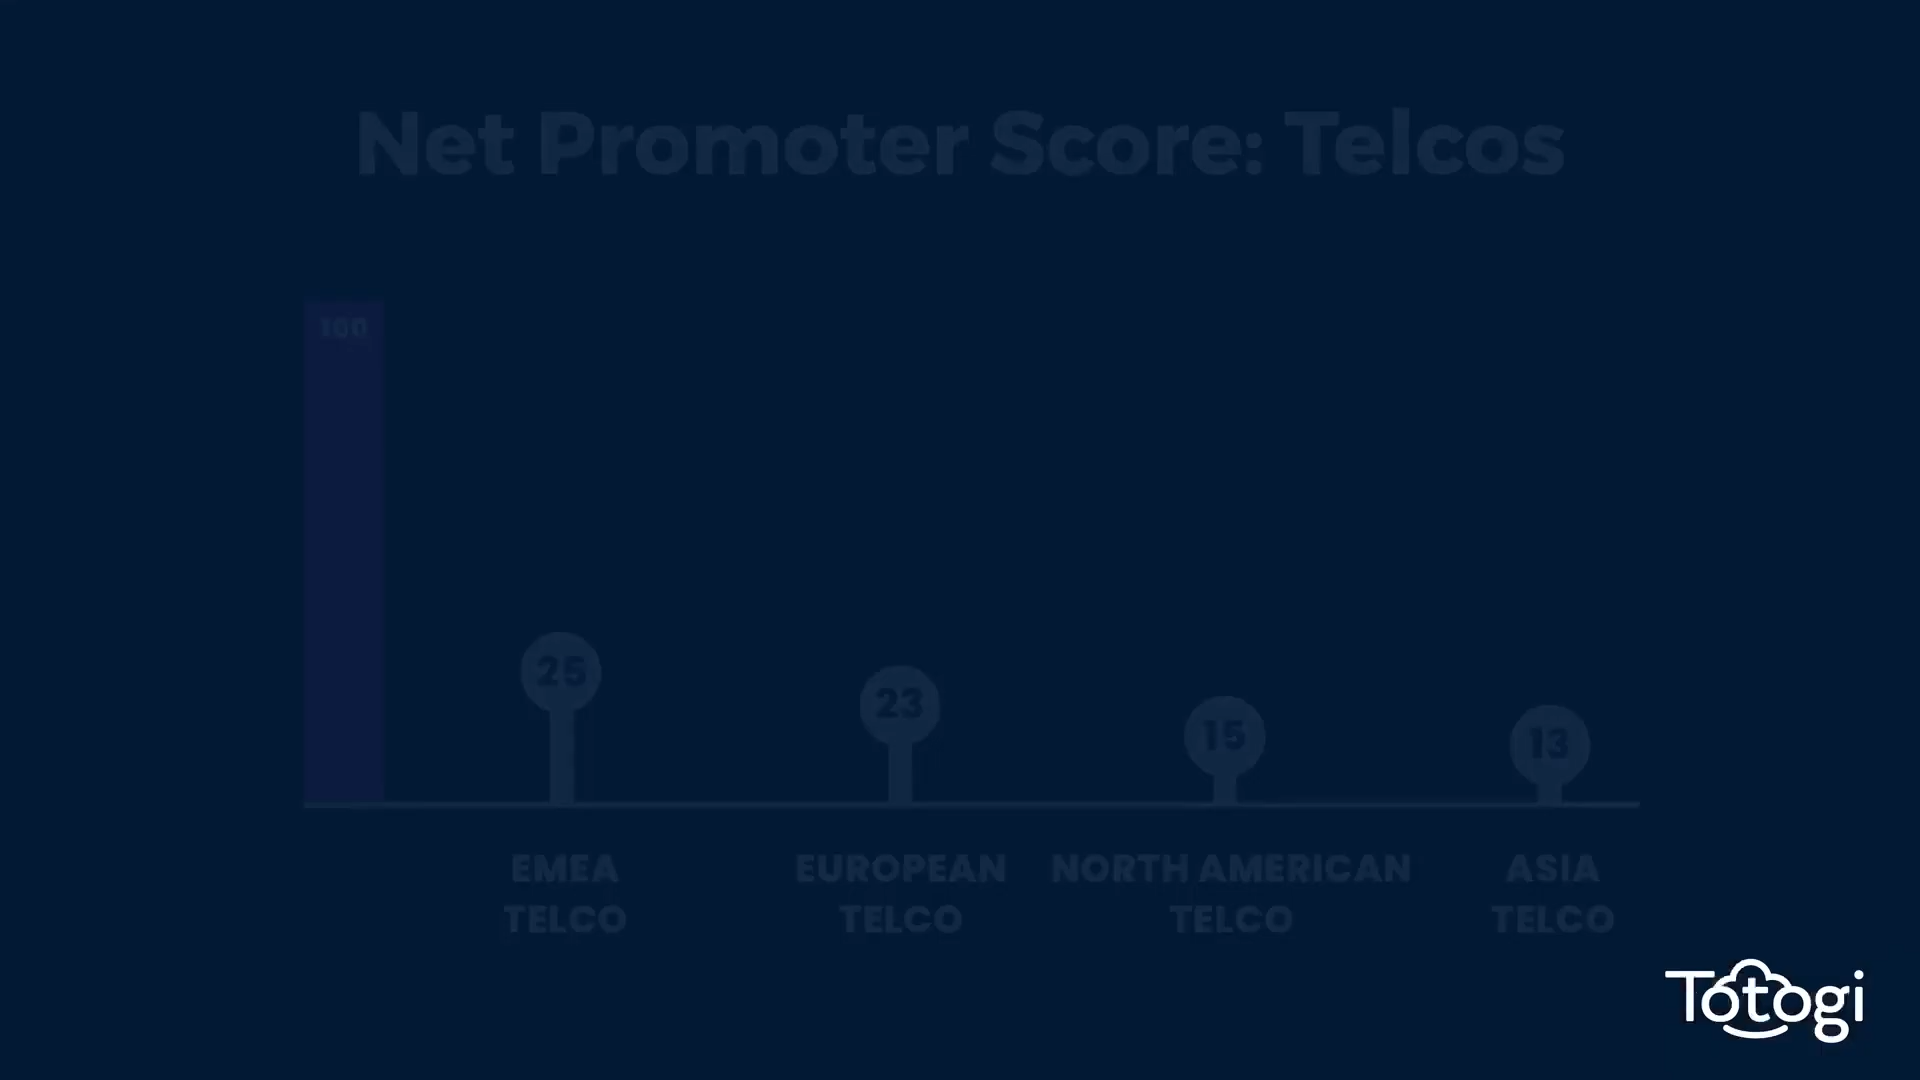 Net Promoter Score: Telcos
100
25
23
15
13
EMEA
TELCO
EUROPEAN
TELCO
NORTH AMERICAN
TELCO
ASIA
TELCO
Totogi